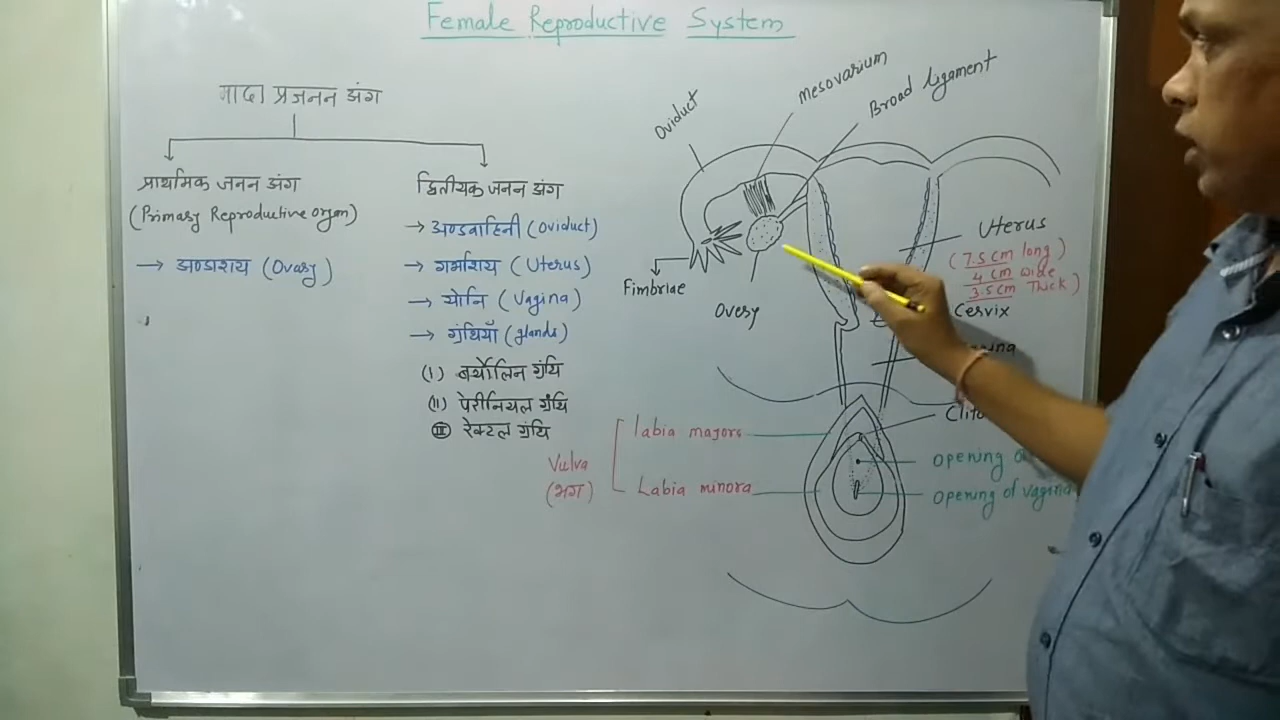 Female Reproductive System
मादा प्रजनन अंग
प्राथमिक जनन अंग
(Primary Reproductive organ)
→ अण्डाशय (Ovary)
द्वितीयक जनन अंग
→ अण्डवाहिनी (Oviduct)
→ गर्भाशय (Uterus)
→ योनि (Vagina)
→ ग्रंथियाँ (glands)
(I) बर्थोलिन ग्रंथि
(II) पेरीनियल ग्रंथि
III रेक्टल ग्रंथि
Oviduct
mesovarium
Broad ligament
Fimbriae
Overy
Uterus
(7.5 cm long)
4 cm wide
3.5 cm Thick)
Cervix
labia majora
Vulva
(भग)
Labia minora
Opening
Opening of vagina